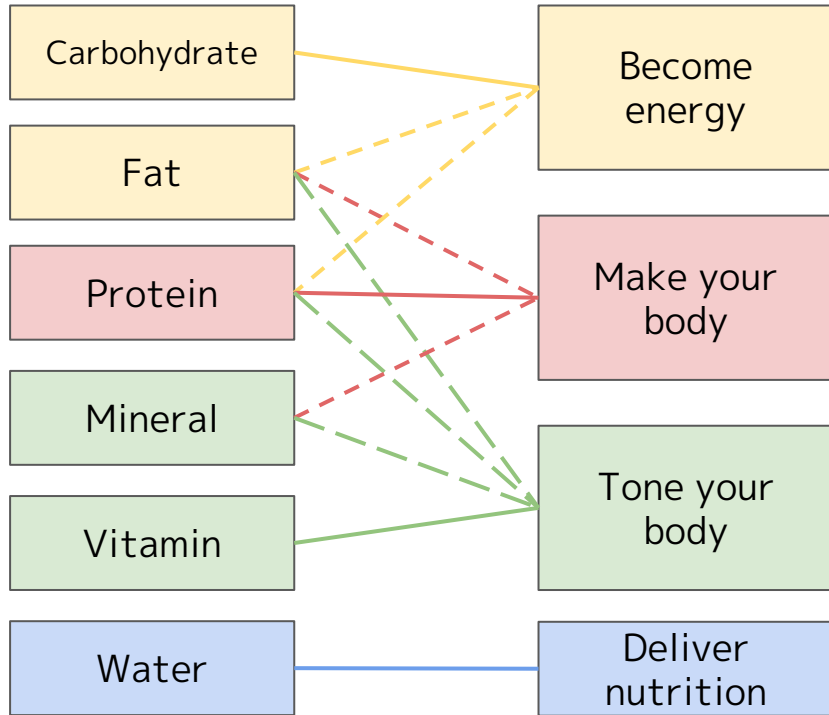 Carbohydrate
Fat
Protein
Mineral
Vitamin
Water
Become
energy
Make your
body
Tone your
body
Deliver
nutrition